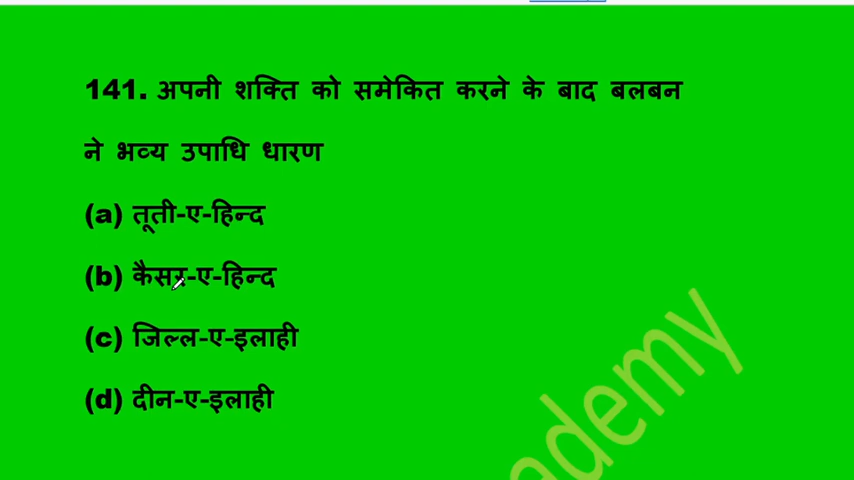 141. अपनी शक्ति को समेकित करने के बाद बलबन
ने भव्य उपाधि धारण
(a) तूती-ए-हिन्द
(b) कैसर-ए-हिन्द
(c) जिल्ल-ए-इलाही
(d) दीन-ए-इलाही
ademy